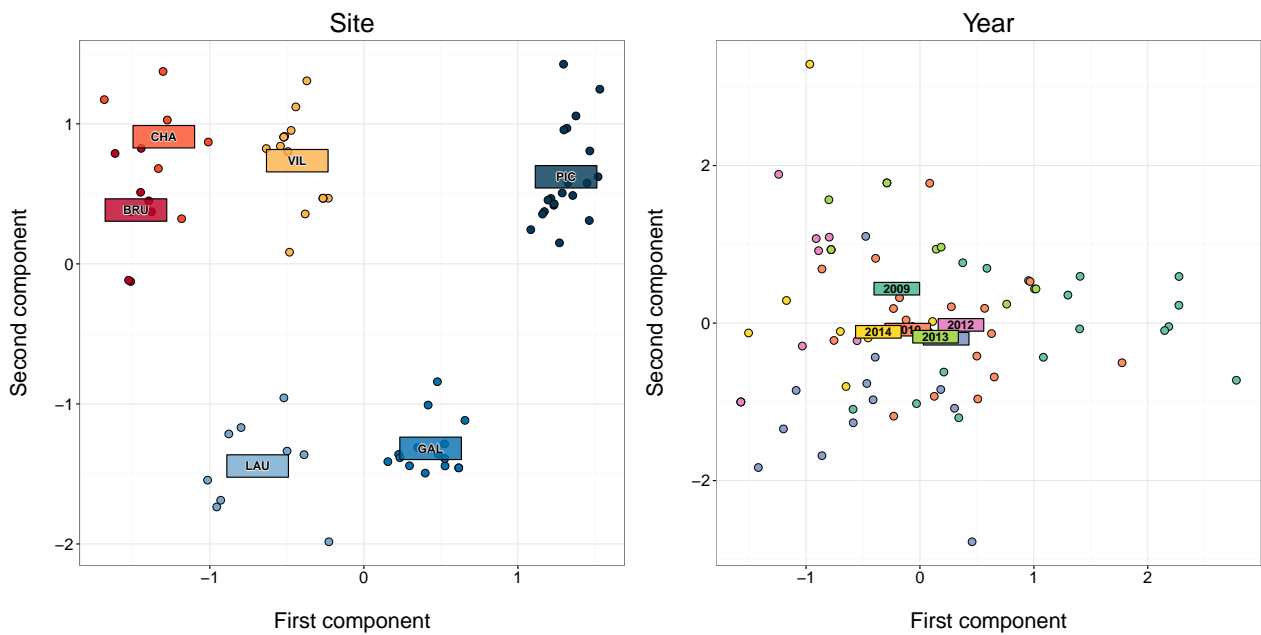 Site
Second component
1
0
−1
−2
CHA
BRU
VIL
PIC
LAU
GAL
−1
0
1
First component
Year
Second component
2
0
−2
2009
2014
2012
2013
−1
0
1
2
First component